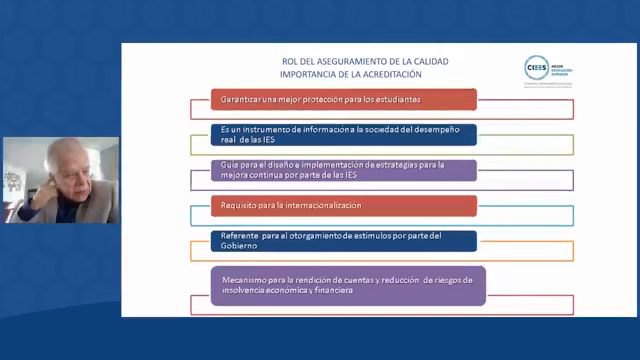 ROL DEL ASEGURAMIENTO DE LA CALIDAD
IMPORTANCIA DE LA ACREDITACIÓN
CIEES
MEJOR
EDUCACIÓN
SUPERIOR
Garantizar una mejor protección para los estudiantes
Es un instrumento de información a la sociedad del desempeño
real de las IES
Guía para el diseño e implementación de estrategias para la
mejora continua por parte de las IES
Requisito para la internacionalización
Referente para el otorgamiento de estímulos por parte del
Gobierno
Mecanismo para la rendición de cuentas y reducción de riesgos de
insolvencia económica y financiera